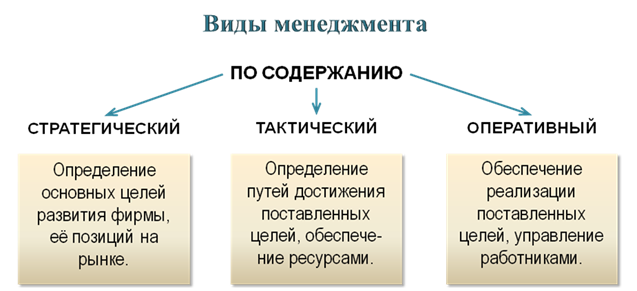 Виды менеджмента
ПО СОДЕРЖАНИЮ
СТРАТЕГИЧЕСКИЙ
Определение
основных целей
развития фирмы,
её позиций на
рынке.
ТАКТИЧЕСКИЙ
Определение
путей достижения
поставленных
целей, обеспече-
ние ресурсами.
ОПЕРАТИВНЫЙ
Обеспечение
реализации
поставленных
целей, управление
работниками.